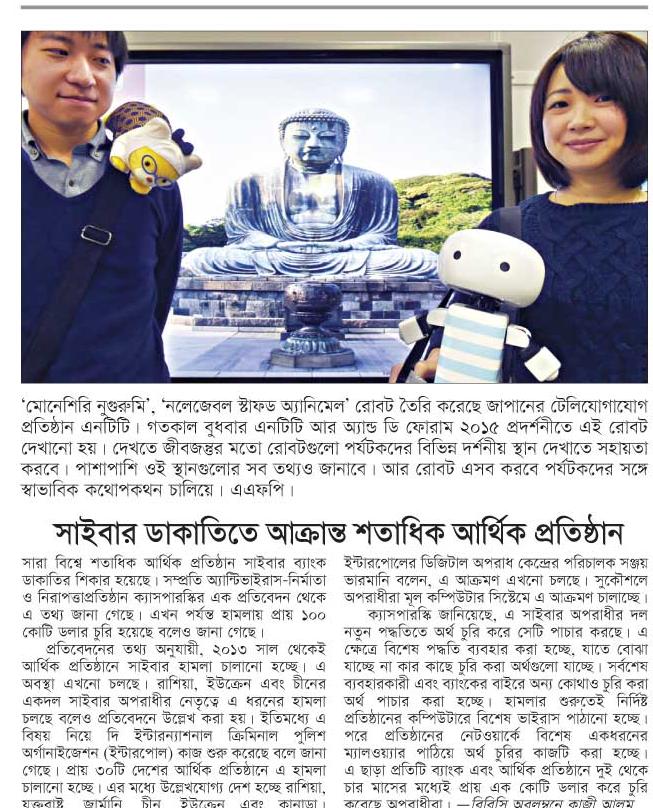 ‘মোনেশিরি নুগুরুমি’, ‘নলেজেবল স্টাফড অ্যানিমেল’ রোবট তৈরি করেছে জাপানের টেলিযোগাযোগ
প্রতিষ্ঠান এনটিটি। গতকাল বুধবার এনটিটি আর অ্যান্ড ডি ফোরাম ২০১৫ প্রদর্শনীতে এই রোবট
দেখানো হয়। দেখতে জীবজন্তুর মতো রোবটগুলো পর্যটকদের বিভিন্ন দর্শনীয় স্থান দেখাতে সহায়তা
করবে। পাশাপাশি ওই স্থানগুলোর সব তথ্যও জানাবে। আর রোবট এসব করবে পর্যটকদের সঙ্গে
স্বাভাবিক কথোপকথন চালিয়ে। এএফপি।
সাইবার ডাকাতিতে আক্রান্ত শতাধিক আর্থিক প্রতিষ্ঠান
সারা বিশ্বে শতাধিক আর্থিক প্রতিষ্ঠান সাইবার ব্যাংক
ডাকাতির শিকার হয়েছে। সম্প্রতি অ্যান্টিভাইরাস-নির্মাতা
ও নিরাপত্তাপ্রতিষ্ঠান ক্যাসপারস্কির এক প্রতিবেদন থেকে
এ তথ্য জানা গেছে। এখন পর্যন্ত হামলায় প্রায় ১০০
কোটি ডলার চুরি হয়েছে বলেও জানা গেছে।
প্রতিবেদনের তথ্য অনুযায়ী, ২০১৩ সাল থেকেই
আর্থিক প্রতিষ্ঠানে সাইবার হামলা চালানো হচ্ছে। এ
অবস্থা এখনো চলছে। রাশিয়া, ইউক্রেন এবং চীনের
একদল সাইবার অপরাধীর নেতৃত্বে এ ধরনের হামলা
চলছে বলেও প্রতিবেদনে উল্লেখ করা হয়। ইতিমধ্যে এ
বিষয় নিয়ে দি ইন্টারন্যাশনাল ক্রিমিনাল পুলিশ
অর্গানাইজেশন (ইন্টারপোল) কাজ শুরু করেছে বলে জানা
গেছে। প্রায় ৩০টি দেশের আর্থিক প্রতিষ্ঠানে এ হামলা
চালানো হচ্ছে। এর মধ্যে উল্লেখযোগ্য দেশ হচ্ছে রাশিয়া,
যুক্তরাষ্ট্র জার্মানি চীন ইউক্রেন এবং কানাডা।
ইন্টারপোলের ডিজিটাল অপরাধ কেন্দ্রের পরিচালক সঞ্জয়
ভারমানি বলেন, এ আক্রমণ এখনো চলছে। সুকৌশলে
অপরাধীরা মূল কম্পিউটার সিস্টেমে এ আক্রমণ চালাচ্ছে।
ক্যাসপারস্কি জানিয়েছে, এ সাইবার অপরাধীর দল
নতুন পদ্ধতিতে অর্থ চুরি করে সেটি পাচার করছে। এ
ক্ষেত্রে বিশেষ পদ্ধতি ব্যবহার করা হচ্ছে, যাতে বোঝা
যাচ্ছে না কার কাছে চুরি করা অর্থগুলো যাচ্ছে। সর্বশেষ
ব্যবহারকারী এবং ব্যাংকের বাইরে অন্য কোথাও চুরি করা
অর্থ পাচার করা হচ্ছে। হামলার শুরুতেই নির্দিষ্ট
প্রতিষ্ঠানের কম্পিউটারে বিশেষ ভাইরাস পাঠানো হচ্ছে।
পরে প্রতিষ্ঠানের নেটওয়ার্কে বিশেষ একধরনের
ম্যালওয়্যার পাঠিয়ে অর্থ চুরির কাজটি করা হচ্ছে।
এ ছাড়া প্রতিটি ব্যাংক এবং আর্থিক প্রতিষ্ঠানে দুই থেকে
চার মাসের মধ্যেই প্রায় এক কোটি ডলার করে চুরি
করেছে অপরাধীরা। —বিবিসি অবলম্বনে কাজী আলম